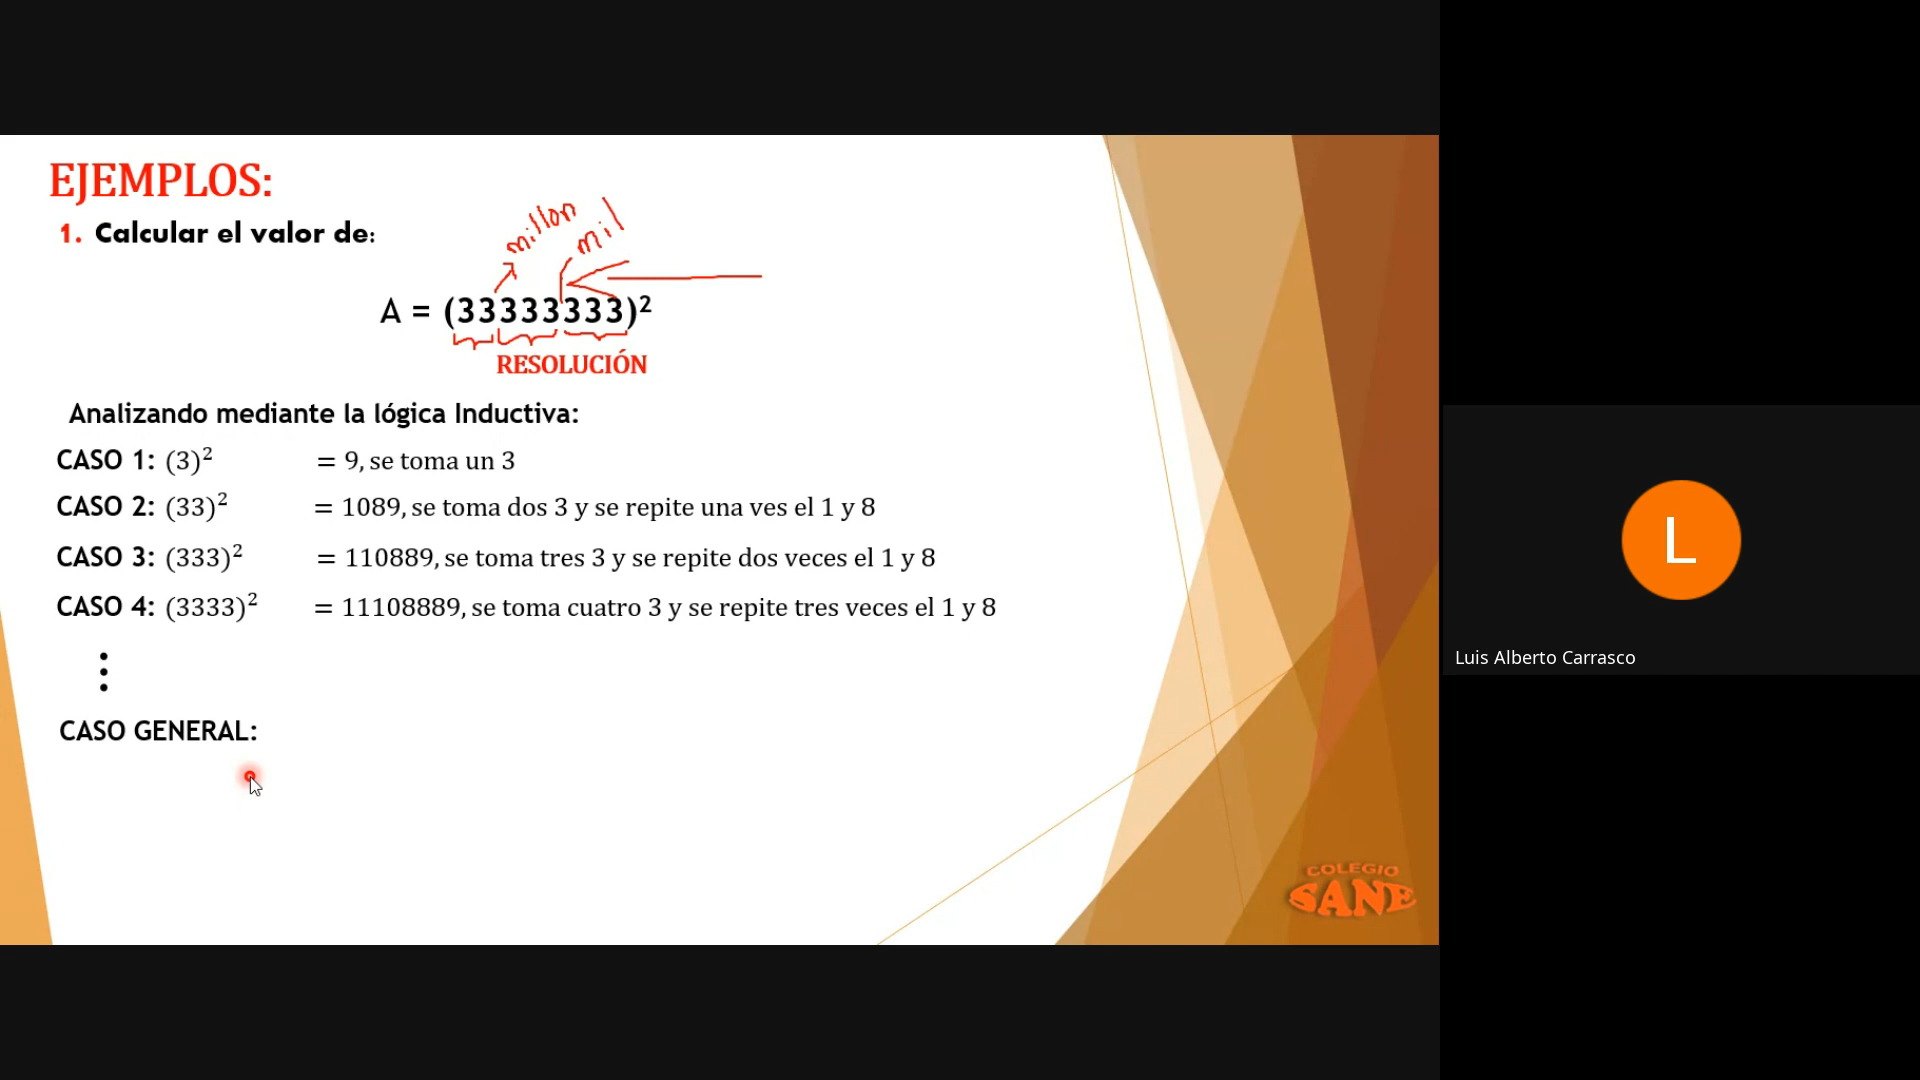 EJEMPLOS:
1. Calcular el valor de:
millon
mil
A = (33333333)²
RESOLUCIÓN
Analizando mediante la lógica Inductiva:
CASO 1: (3)² = 9, se toma un 3
CASO 2: (33)² = 1089, se toma dos 3 y se repite una ves el 1 y 8
CASO 3: (333)² = 110889, se toma tres 3 y se repite dos veces el 1 y 8
CASO 4: (3333)² = 11108889, se toma cuatro 3 y se repite tres veces el 1 y 8
⋮
CASO GENERAL:
COLEGIO
SANE
L
Luis Alberto Carrasco